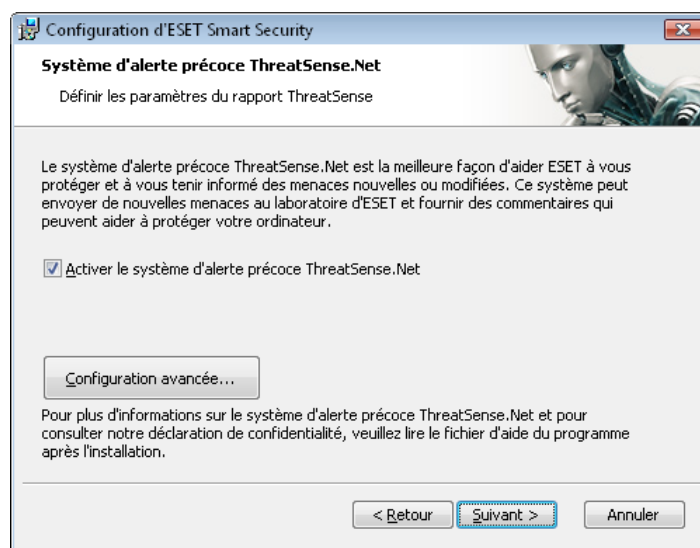 Configuration d'ESET Smart Security
Système d'alerte précoce ThreatSense.Net
Définir les paramètres du rapport ThreatSense
Le système d'alerte précoce ThreatSense.Net est la meilleure façon d'aider ESET à vous
protéger et à vous tenir informé des menaces nouvelles ou modifiées. Ce système peut
envoyer de nouvelles menaces au laboratoire d'ESET et fournir des commentaires qui
peuvent aider à protéger votre ordinateur.
Activer le système d'alerte précoce ThreatSense.Net
Configuration avancée...
Pour plus d'informations sur le système d'alerte précoce ThreatSense.Net et pour
consulter notre déclaration de confidentialité, veuillez lire le fichier d'aide du programme
après l'installation.
< Retour Suivant > Annuler